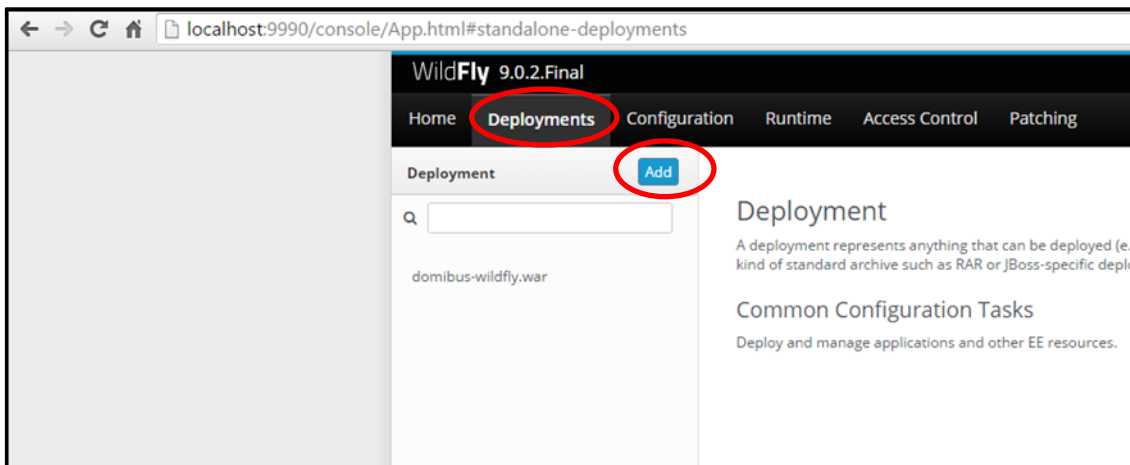 localhost:9990/console/App.html#standalone-deployments
WildFly 9.0.2.Final
Home Deployments Configuration Runtime Access Control Patching
Deployment Add
Deployment
A deployment represents anything that can be deployed (e.
kind of standard archive such as RAR or JBoss-specific deplo
domibus-wildfly.war
Common Configuration Tasks
Deploy and manage applications and other EE resources.